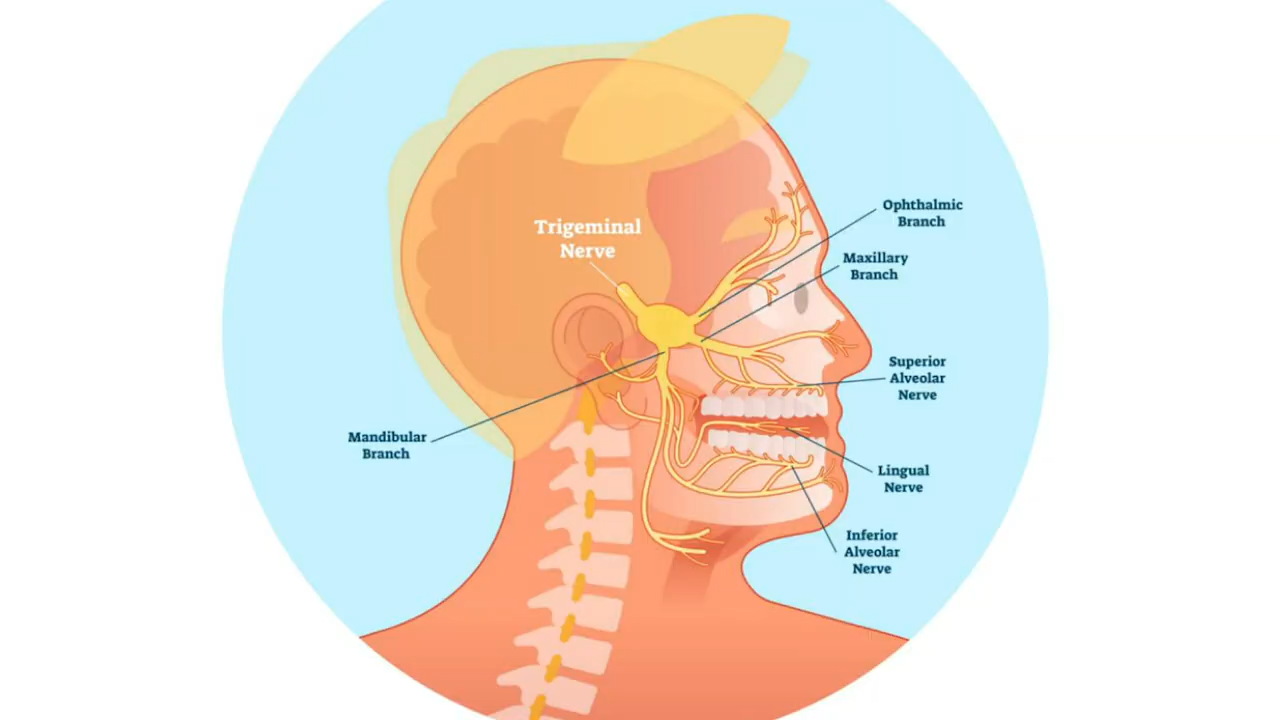 Trigeminal
Nerve
Ophthalmic
Branch
Maxillary
Branch
Superior
Alveolar
Nerve
Mandibular
Branch
Lingual
Nerve
Inferior
Alveolar
Nerve